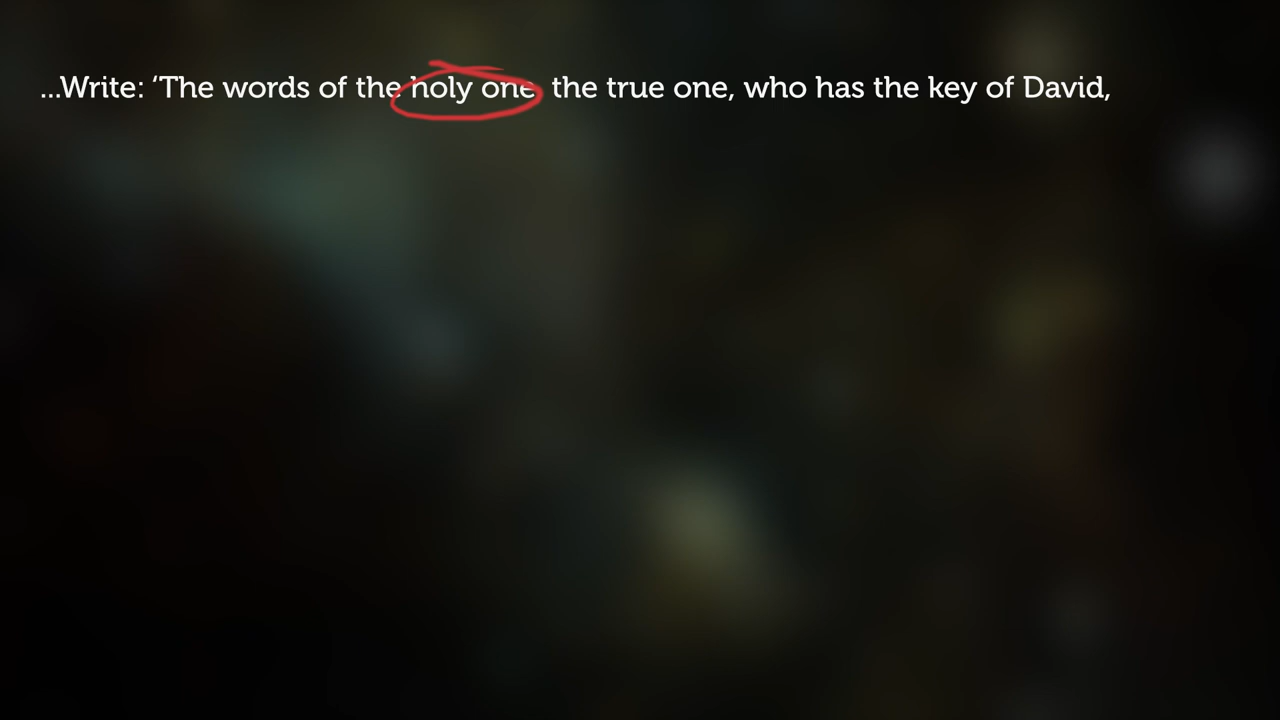 ...Write: ‘The words of the holy one the true one, who has the key of David,